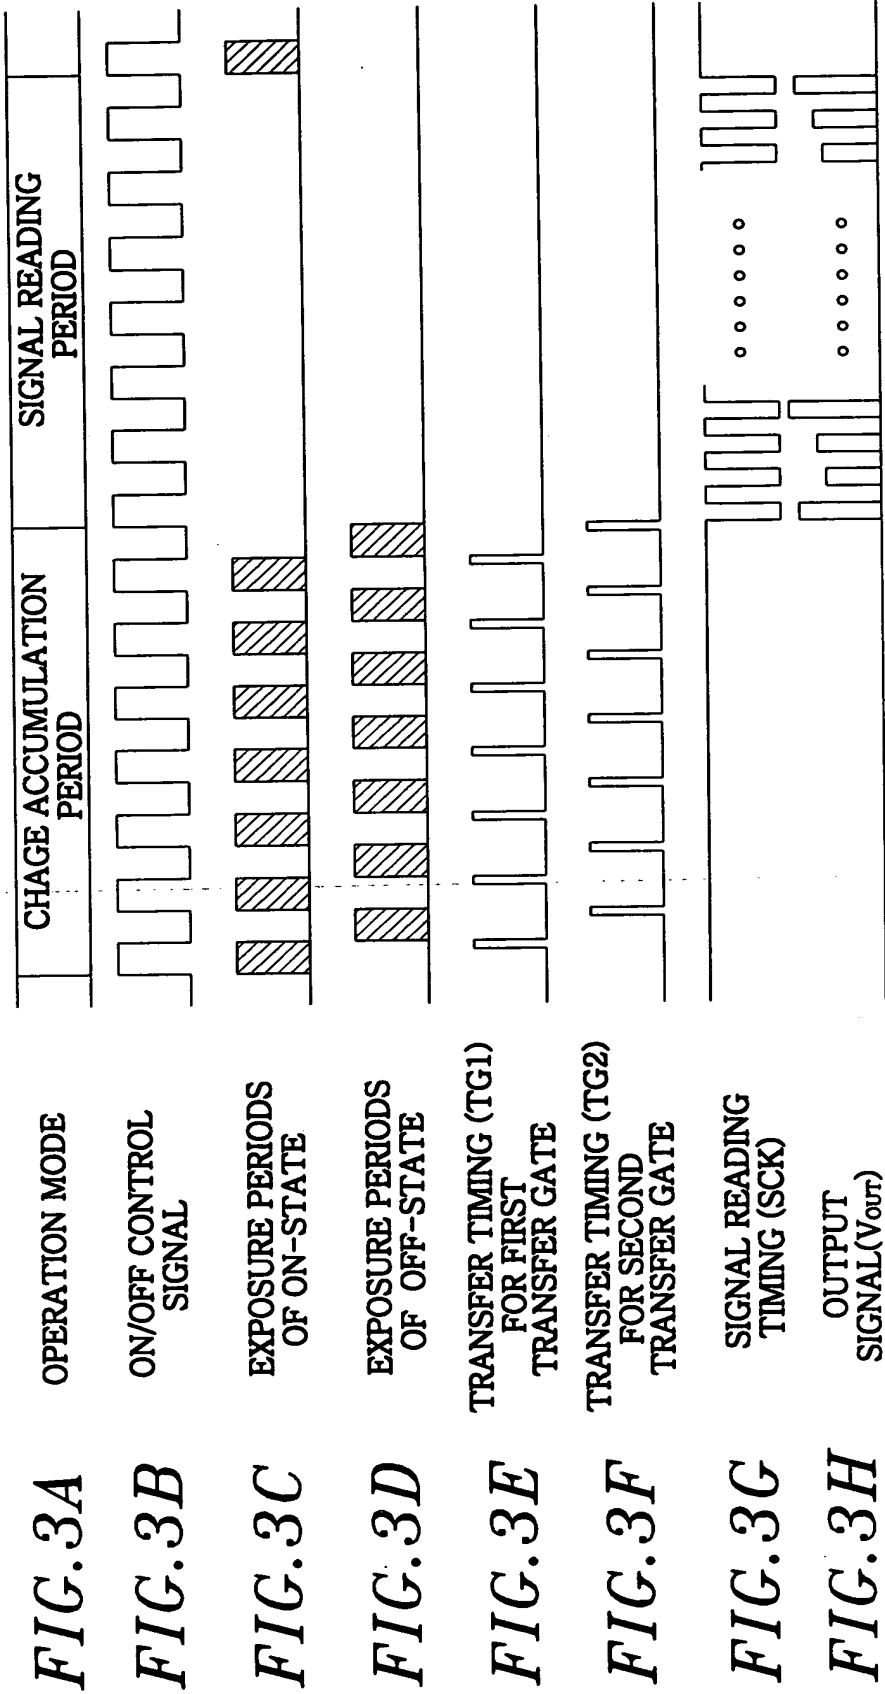 FIG.3A
OPERATION MODE
CHAGE ACCUMULATION
PERIOD
SIGNAL READING
PERIOD
FIG.3B
ON/OFF CONTROL
SIGNAL
FIG.3C
EXPOSURE PERIODS
OF ON-STATE
FIG.3D
EXPOSURE PERIODS
OF OFF-STATE
FIG.3E
TRANSFER TIMING (TG1)
FOR FIRST
TRANSFER GATE
FIG.3F
TRANSFER TIMING (TG2)
FOR SECOND
TRANSFER GATE
FIG.3G
SIGNAL READING
TIMING (SCK)
FIG.3H
OUTPUT
SIGNAL(VOUT)